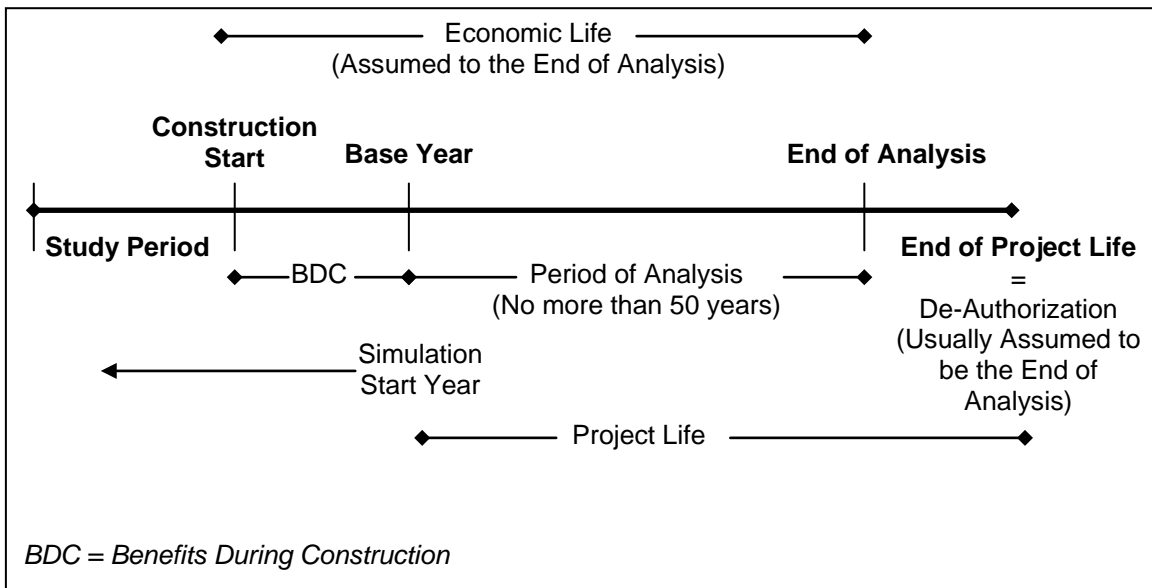 Economic Life
(Assumed to the End of Analysis)
Construction
Start
Base Year
End of Analysis
Study Period
BDC
Period of Analysis
(No more than 50 years)
End of Project Life
=
De-Authorization
(Usually Assumed to
be the End of
Analysis)
Simulation
Start Year
Project Life
BDC = Benefits During Construction